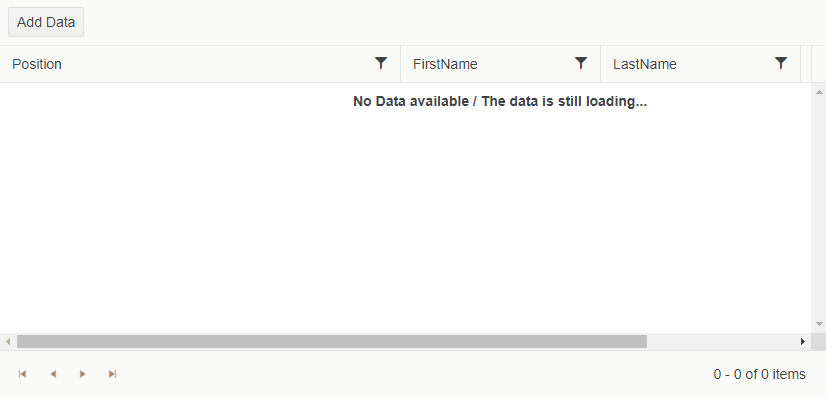 Add Data
Position FirstName LastName
No Data available / The data is still loading...
0 - 0 of 0 items